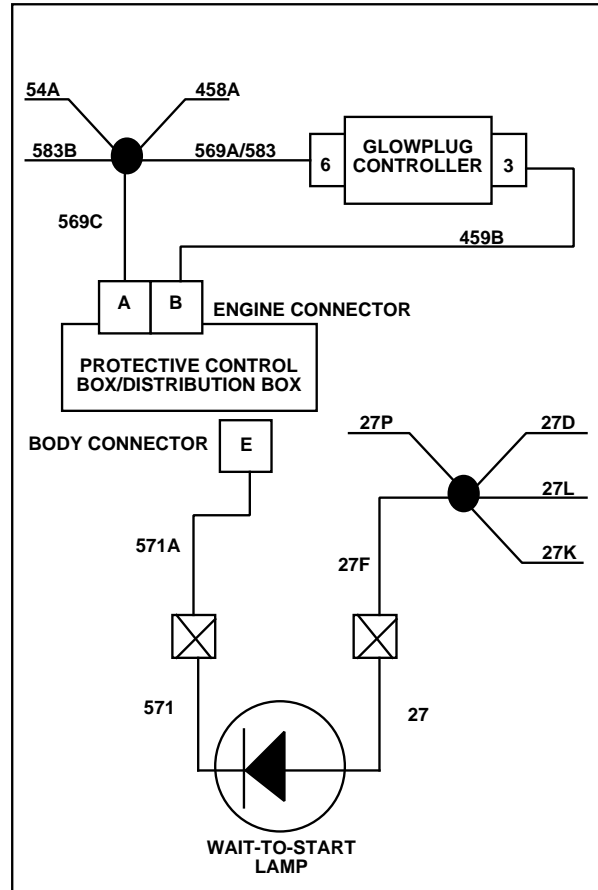 54A
458A
583B
569A/583
6
GLOWPLUG
CONTROLLER
3
569C
459B
A
B
ENGINE CONNECTOR
PROTECTIVE CONTROL
BOX/DISTRIBUTION BOX
BODY CONNECTOR
E
27P
27D
27L
27K
571A
27F
571
27
WAIT-TO-START
LAMP